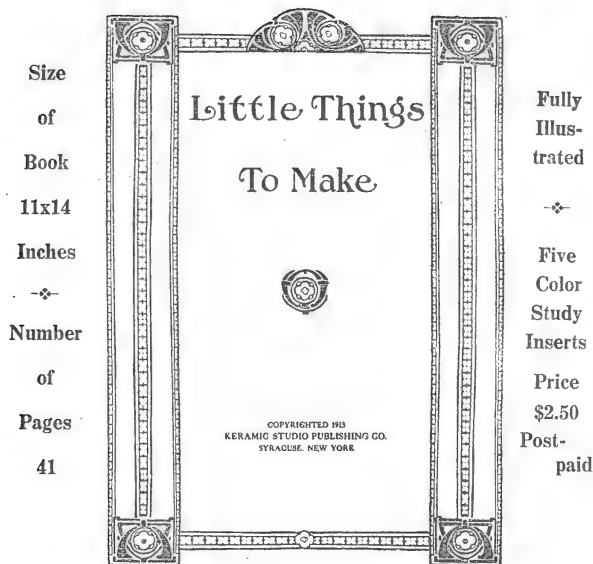 Size
of
Book
11x14
Inches
Number
of
Pages
41
Little Things
To Make
COPYRIGHTED 1913
KERAMIC STUDIO PUBLISHING CO.
SYRACUSE, NEW YORK
Fully
Illus-
trated
Five
Color
Study
Inserts
Price
$2.50
Post-
paid